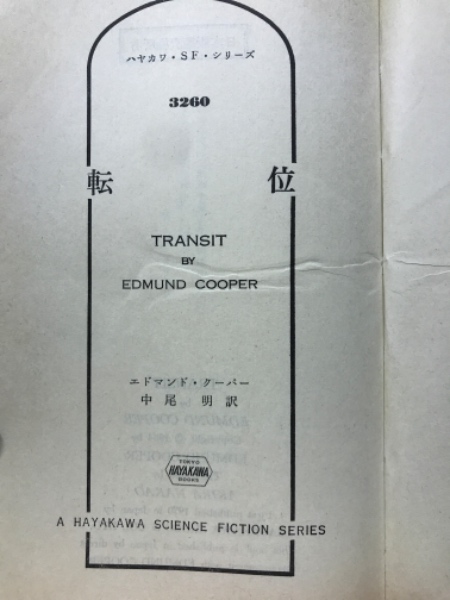 ハヤカワ・SF・シリーズ
3260
転 位
TRANSIT
BY
EDMUND COOPER
エドマンド・クーパー
中尾 明訳
TOKYO
HAYAKAWA
BOOKS
A HAYAKAWA SCIENCE FICTION SERIES